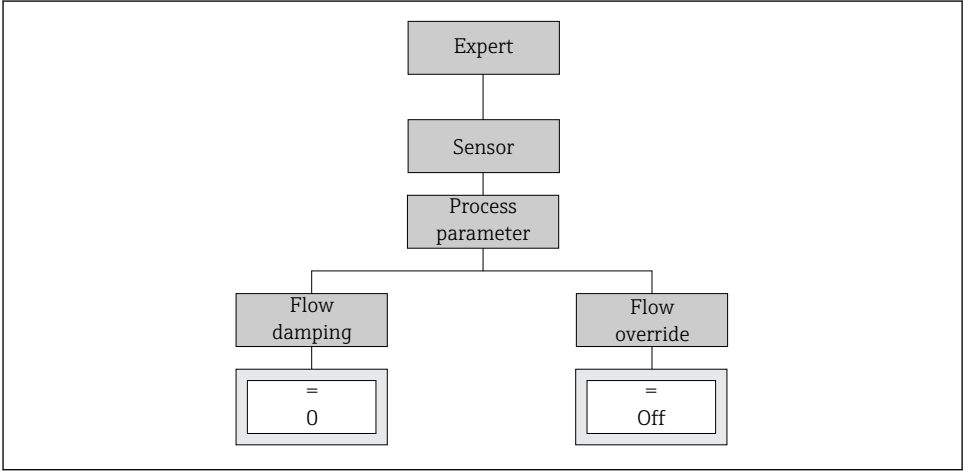 Expert
Sensor
Process
parameter
Flow
damping
Flow
override
=
0
=
Off